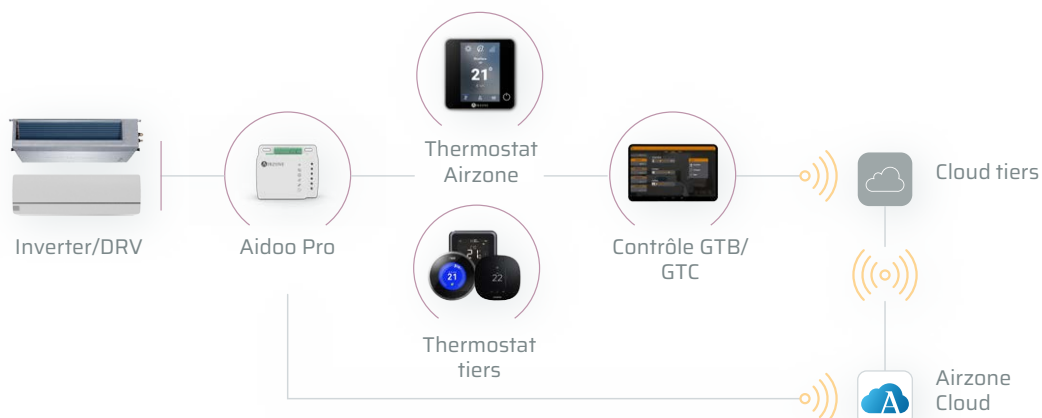 21°
Thermostat
Airzone
Cloud tiers
Inverter/DRV
Aidoo Pro
21
22
Contrôle GTB/
GTC
Thermostat
tiers
Airzone
Cloud